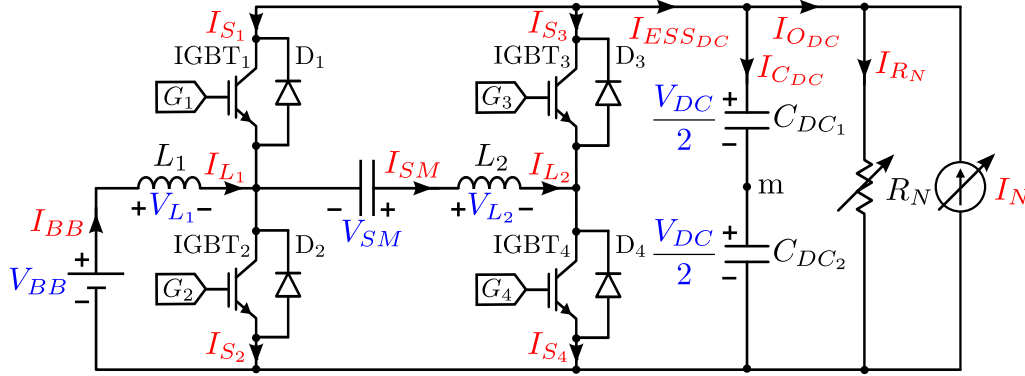 I_{S_1} I_{S_3} I_{ESS_{DC}} I_{O_{DC}}
IGBT_1 D_1 IGBT_3 D_3 I_{C_{DC}} I_{R_N}
G_1 G_3 V_{DC}/2 + − C_{DC_1}
L_1 I_{L_1} I_{SM} L_2 I_{L_2} m R_N I_N
+ V_{L_1} − − V_{SM} + + V_{L_2} −
I_{BB} IGBT_2 D_2 IGBT_4 D_4 V_{DC}/2 + − C_{DC_2}
V_{BB} + − G_2 G_4
I_{S_2} I_{S_4}